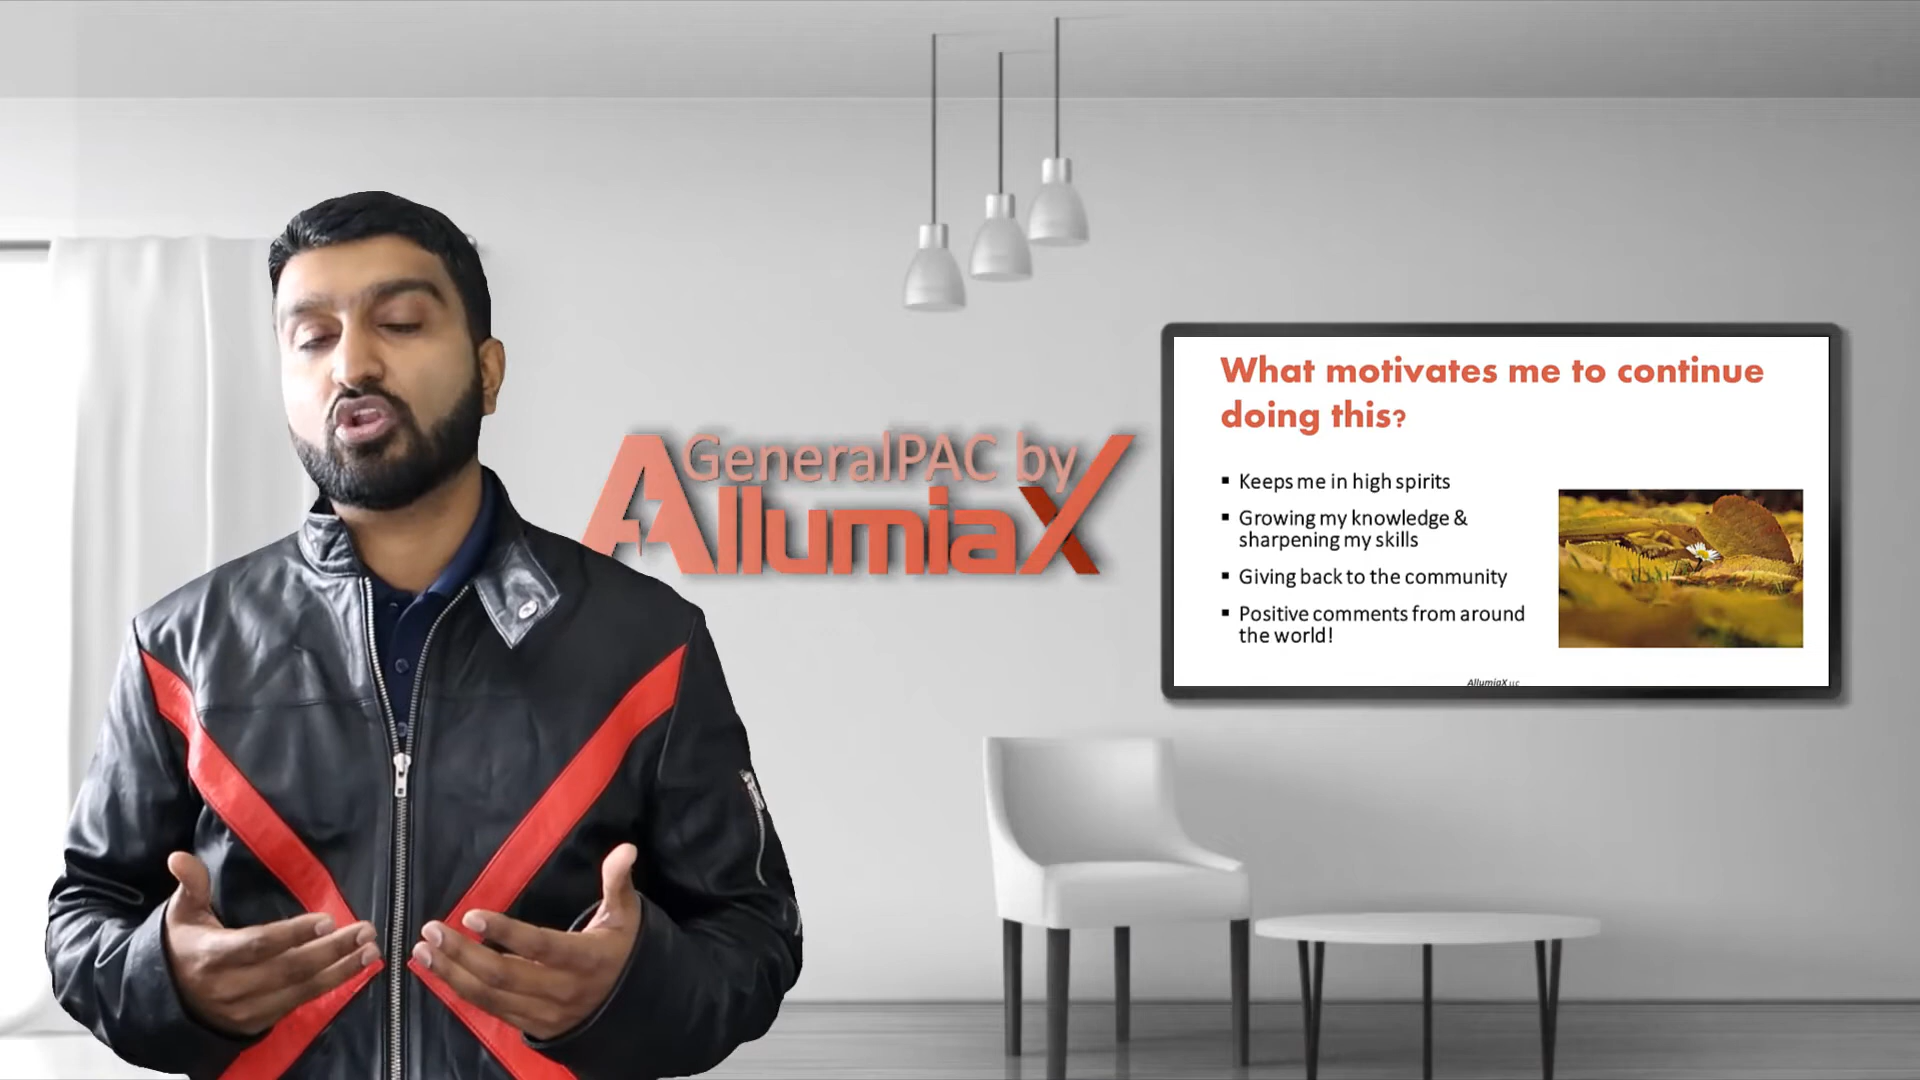 GeneralPAC by
AllumiaX
What motivates me to continue
doing this?
▪ Keeps me in high spirits
▪ Growing my knowledge &
sharpening my skills
▪ Giving back to the community
▪ Positive comments from around
the world!
AllumiaX LLC